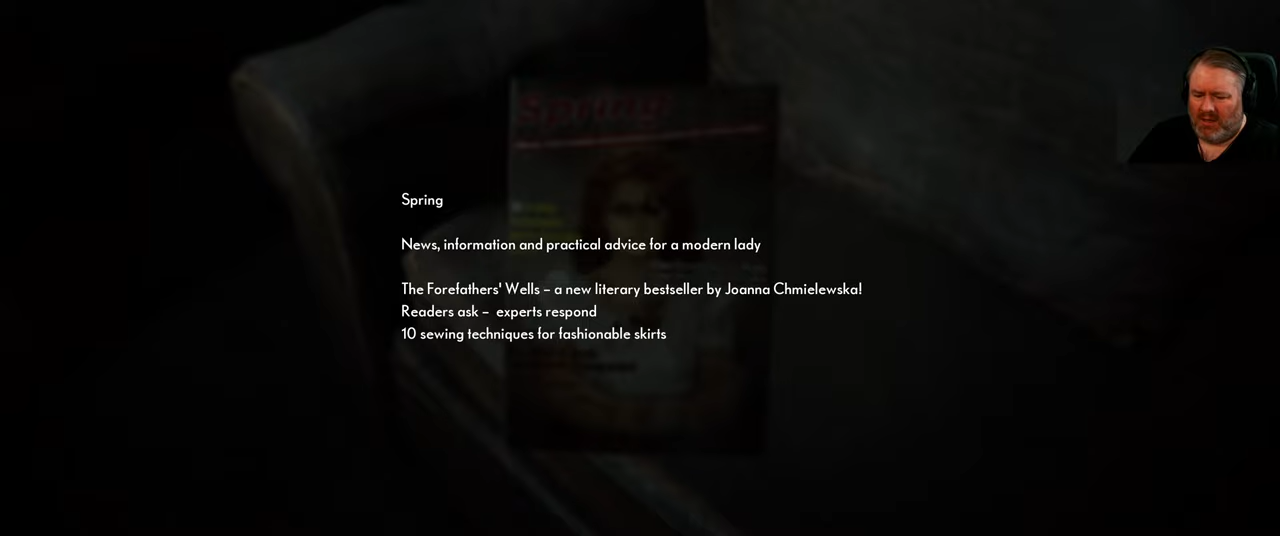 Spring
Spring
News, information and practical advice for a modern lady
The Forefathers' Wells – a new literary bestseller by Joanna Chmielewska!
Readers ask – experts respond
10 sewing techniques for fashionable skirts